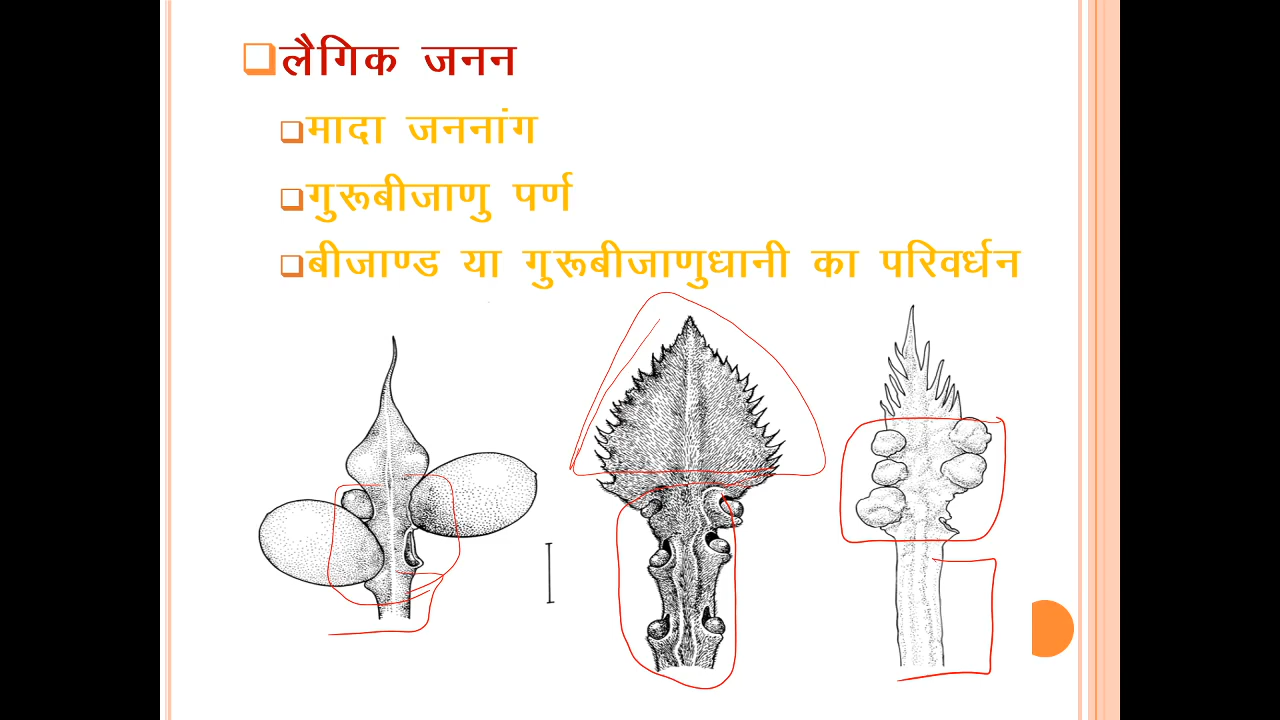 लैगिक जनन
मादा जननांग
गुरूबीजाणु पर्ण
बीजाण्ड या गुरूबीजाणुधानी का परिवर्धन